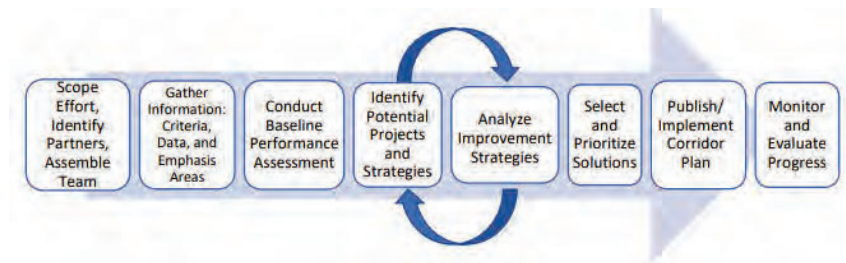 Scope
Effort,
Identify
Partners,
Assemble
Team
Gather
Information:
Criteria,
Data, and
Emphasis
Areas
Conduct
Baseline
Performance
Assessment
Identify
Potential
Projects
and
Strategies
Analyze
Improvement
Strategies
Select
and
Prioritize
Solutions
Publish/
Implement
Corridor
Plan
Monitor
and
Evaluate
Progress